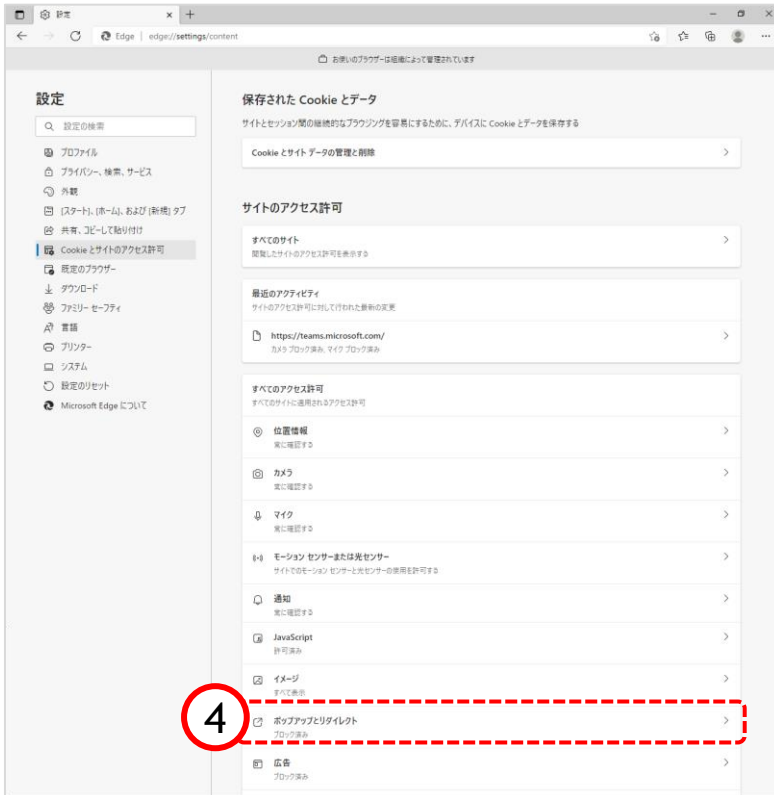 設定
Edge | edge://settings/content
お使いのブラウザーは組織によって管理されています
設定
設定の検索
プロファイル
プライバシー、検索、サービス
外観
[スタート]、[ホーム]、および [新規] タブ
共有、コピーして貼り付け
Cookie とサイトのアクセス許可
既定のブラウザー
ダウンロード
ファミリー セーフティ
言語
プリンター
システム
設定のリセット
Microsoft Edge について
保存された Cookie とデータ
サイトとセッション間の継続的なブラウジングを容易にするために、デバイスに Cookie とデータを保存する
Cookie とサイト データの管理と削除
サイトのアクセス許可
すべてのサイト
閲覧したサイトのアクセス許可を表示する
最近のアクティビティ
サイトのアクセス許可に対して行われた最新の変更
https://teams.microsoft.com/
カメラ ブロック済み, マイク ブロック済み
すべてのアクセス許可
すべてのサイトに適用されるアクセス許可
位置情報
常に確認する
カメラ
常に確認する
マイク
常に確認する
モーション センサーまたは光センサー
サイトでのモーション センサーと光センサーの使用を許可する
通知
常に確認する
JavaScript
許可済み
イメージ
すべて表示
4
ポップアップとリダイレクト
ブロック済み
広告
ブロック済み